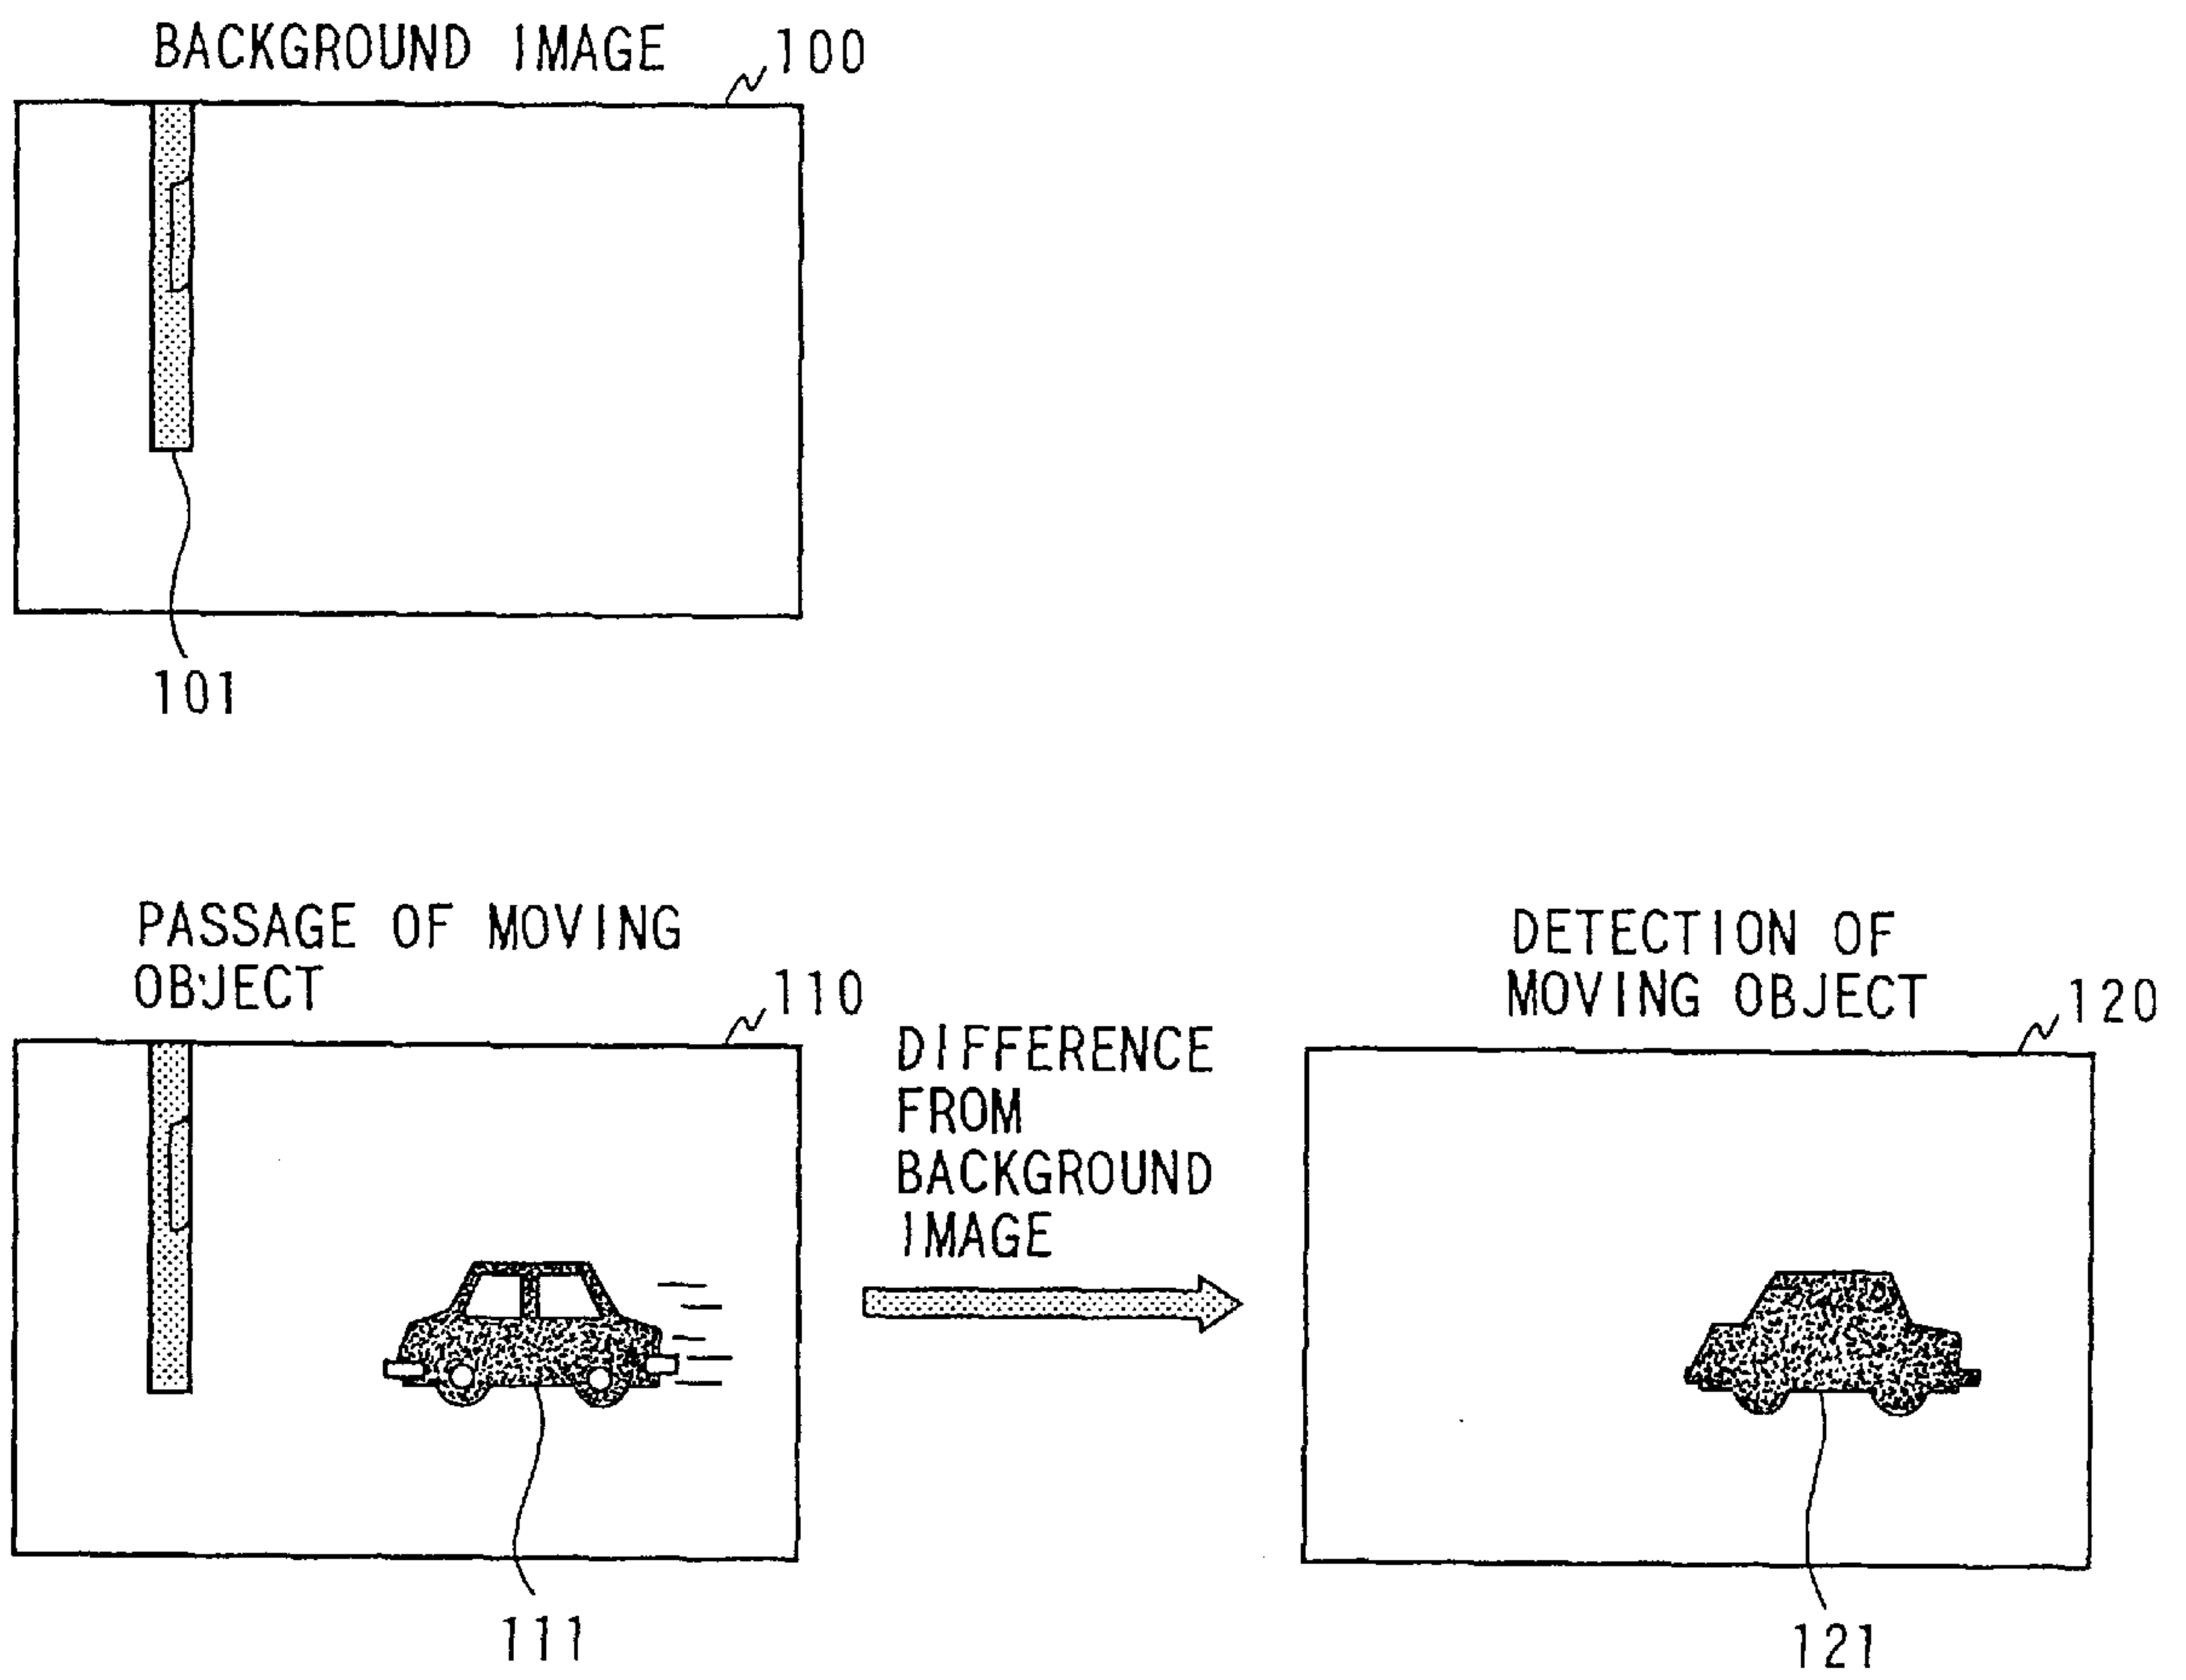 BACKGROUND IMAGE
100
101
PASSAGE OF MOVING
OBJECT
110
111
DIFFERENCE
FROM
BACKGROUND
IMAGE
DETECTION OF
MOVING OBJECT
120
121